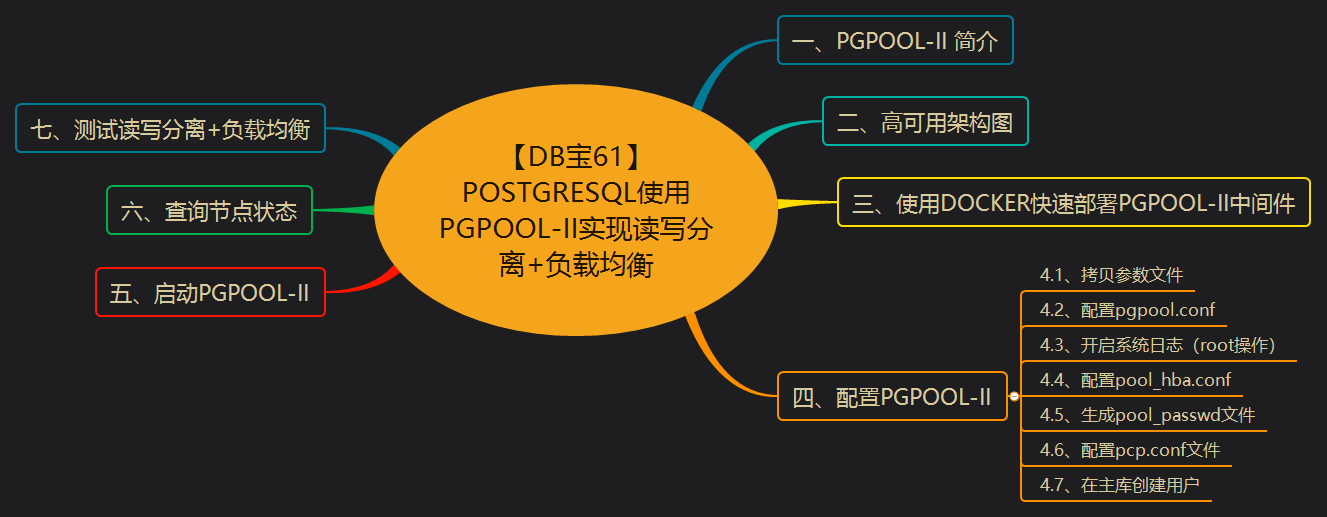 【DB宝61】
POSTGRESQL使用
PGPOOL-II实现读写分
离+负载均衡
一、PGPOOL-II 简介
二、高可用架构图
三、使用DOCKER快速部署PGPOOL-II中间件
四、配置PGPOOL-II
4.1、拷贝参数文件
4.2、配置pgpool.conf
4.3、开启系统日志（root操作）
4.4、配置pool_hba.conf
4.5、生成pool_passwd文件
4.6、配置pcp.conf文件
4.7、在主库创建用户
五、启动PGPOOL-II
六、查询节点状态
七、测试读写分离+负载均衡